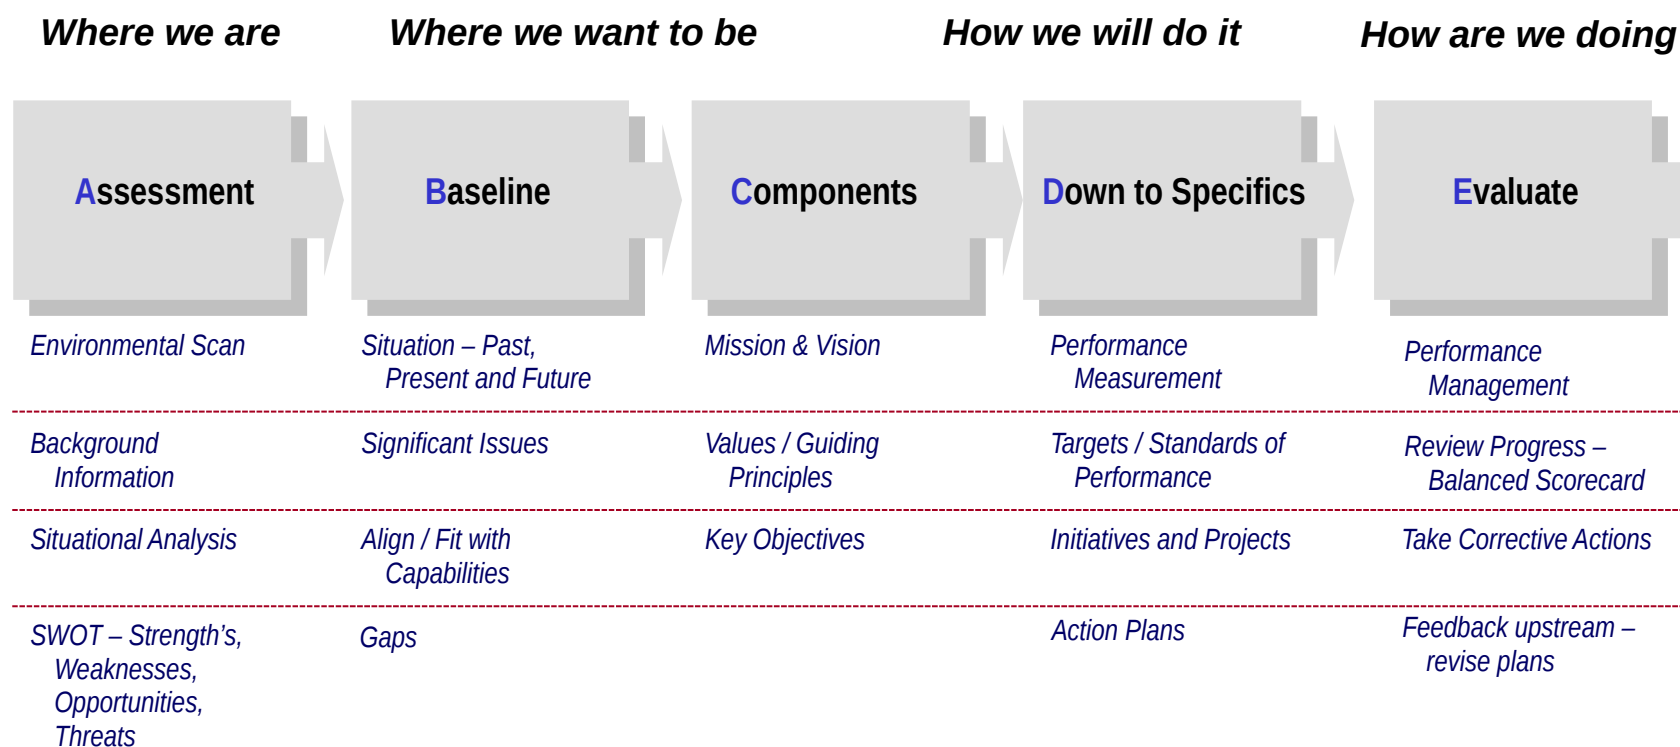 Where we are
Where we want to be
How we will do it
How are we doing
Assessment
Baseline
Components
Down to Specifics
Evaluate
Environmental Scan
Situation – Past,
Present and Future
Mission & Vision
Performance
Measurement
Performance
Management
Background
Information
Significant Issues
Values / Guiding
Principles
Targets / Standards of
Performance
Review Progress –
Balanced Scorecard
Situational Analysis
Align / Fit with
Capabilities
Key Objectives
Initiatives and Projects
Take Corrective Actions
SWOT – Strength’s,
Weaknesses,
Opportunities,
Threats
Gaps
Action Plans
Feedback upstream –
revise plans